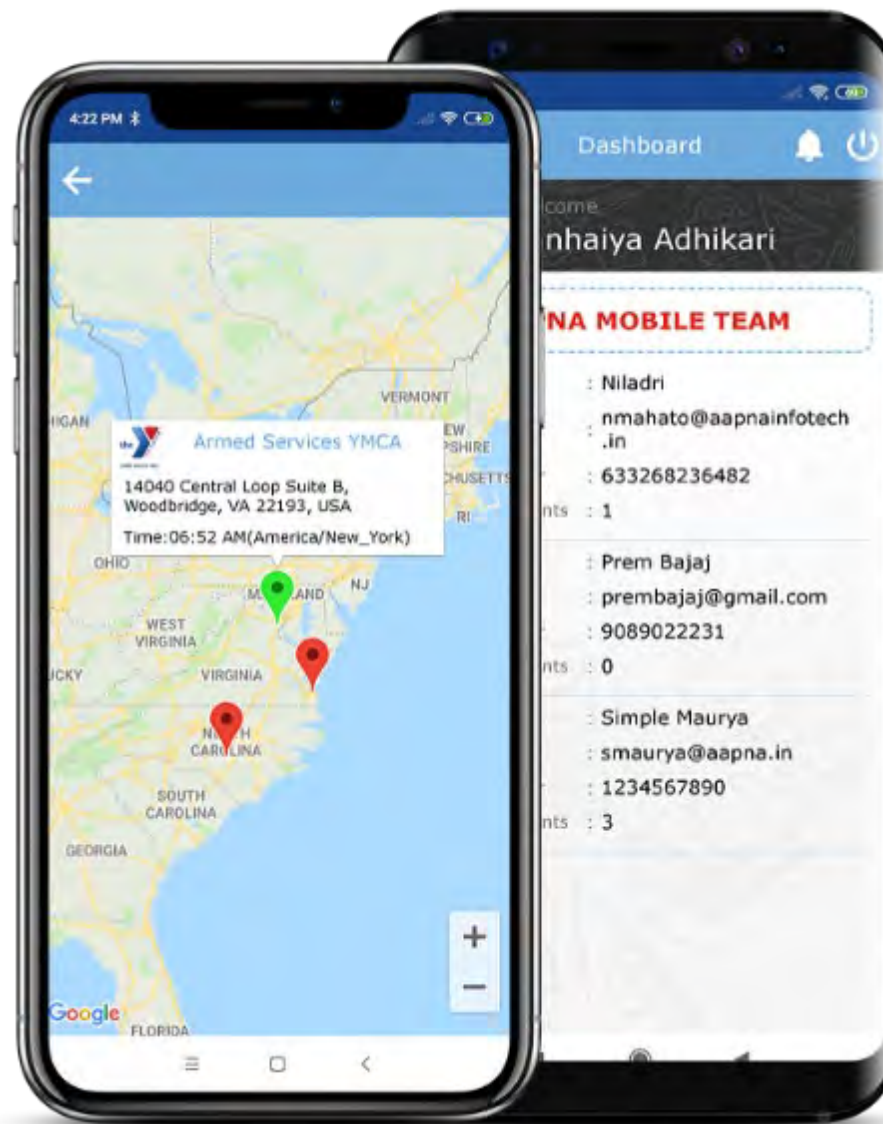 4:22 PM
VERMONT
HIGAN
EW
PSHIRE
the
Armed Services YMCA
CHUSETTS
14040 Central Loop Suite B,
Woodbridge, VA 22193, USA
RI
Time:06:52 AM(America/New_York)
OHIO
NJ
WEST
VIRGINIA
UCKY
VIRGINIA
CAROLINA
SOUTH
CAROLINA
GEORGIA
+
−
Google
FLORIDA
Dashboard
come
nhaiya Adhikari
NA MOBILE TEAM
: Niladri
: nmahato@aapnainfotech
.in
: 633268236482
nts : 1
: Prem Bajaj
: prembajaj@gmail.com
: 9089022231
nts : 0
: Simple Maurya
: smaurya@aapna.in
: 1234567890
nts : 3